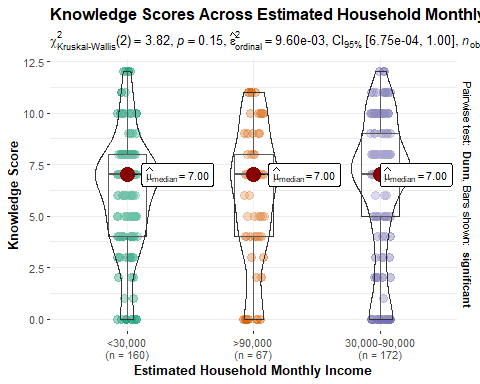 Knowledge Scores Across Estimated Household Monthly
χ²Kruskal-Wallis(2) = 3.82, p = 0.15, ε̂²ordinal = 9.60e-03, CI95% [6.75e-04, 1.00], nob
12.5
10.0
7.5
5.0
2.5
0.0
Knowledge Score
μ̂median = 7.00
μ̂median = 7.00
μ̂median = 7.00
Pairwise test: Dunn, Bars shown: significant
<30,000
(n = 160)
>90,000
(n = 67)
30,000-90,000
(n = 172)
Estimated Household Monthly Income